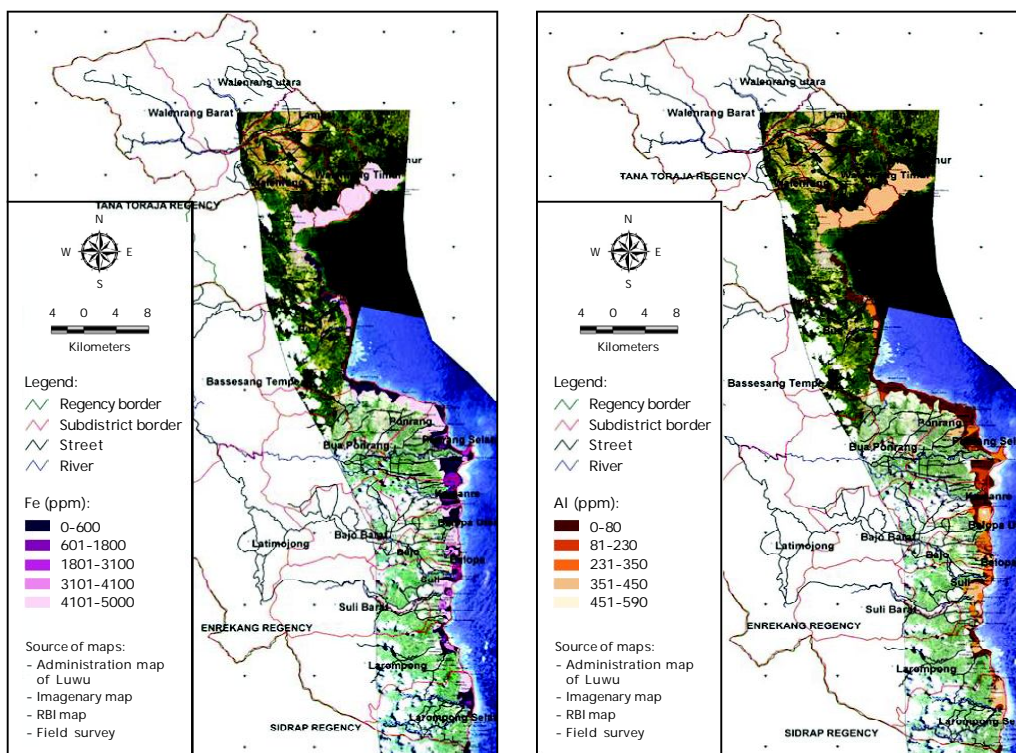 Walenrang utara
Walenrang Barat
TANA TORAJA REGENCY
N
W E
S
4 0 4 8
Kilometers
Bassesang Tempe
Legend:
Regency border
Subdistrict border
Street
River
Ponrang
Bua Ponrang
Fe (ppm):
0-600
601-1800
1801-3100
3101-4100
4101-5000
Latimojong
Bajo Barat
Bajo
Belopa
Suli
Suli Barat
ENREKANG REGENCY
Source of maps:
- Administration map
of Luwu
- Imagenary map
- RBI map
- Field survey
Larompong
Larompong Selat
SIDRAP REGENCY
Walenrang utara
Walenrang Barat
TANA TORAJA REGENCY
N
W E
S
4 0 4 8
Kilometers
Bassesang Tempe
Legend:
Regency border
Subdistrict border
Street
River
Ponrang
Bua Ponrang
Al (ppm):
0-80
81-230
231-350
351-450
451-590
Latimojong
Bajo Barat
Bajo
Belopa
Suli
Suli Barat
ENREKANG REGENCY
Source of maps:
- Administration map
of Luwu
- Imagenary map
- RBI map
- Field survey
Larompong
Larompong Selat
SIDRAP REGENCY